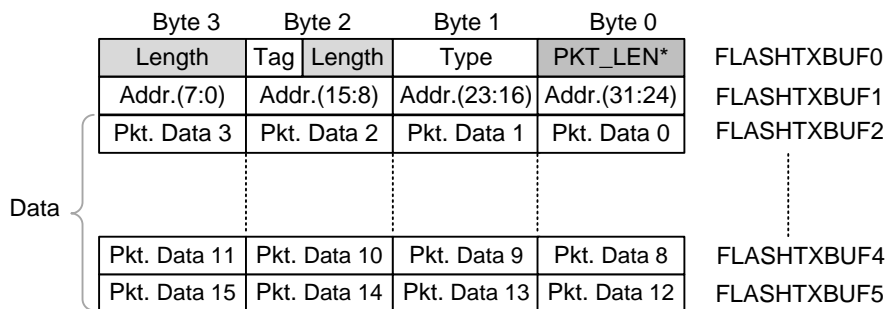 Byte 3 Byte 2 Byte 1 Byte 0
Length Tag Length Type PKT_LEN* FLASHTXBUF0
Addr.(7:0) Addr.(15:8) Addr.(23:16) Addr.(31:24) FLASHTXBUF1
Pkt. Data 3 Pkt. Data 2 Pkt. Data 1 Pkt. Data 0 FLASHTXBUF2
Data
Pkt. Data 11 Pkt. Data 10 Pkt. Data 9 Pkt. Data 8 FLASHTXBUF4
Pkt. Data 15 Pkt. Data 14 Pkt. Data 13 Pkt. Data 12 FLASHTXBUF5